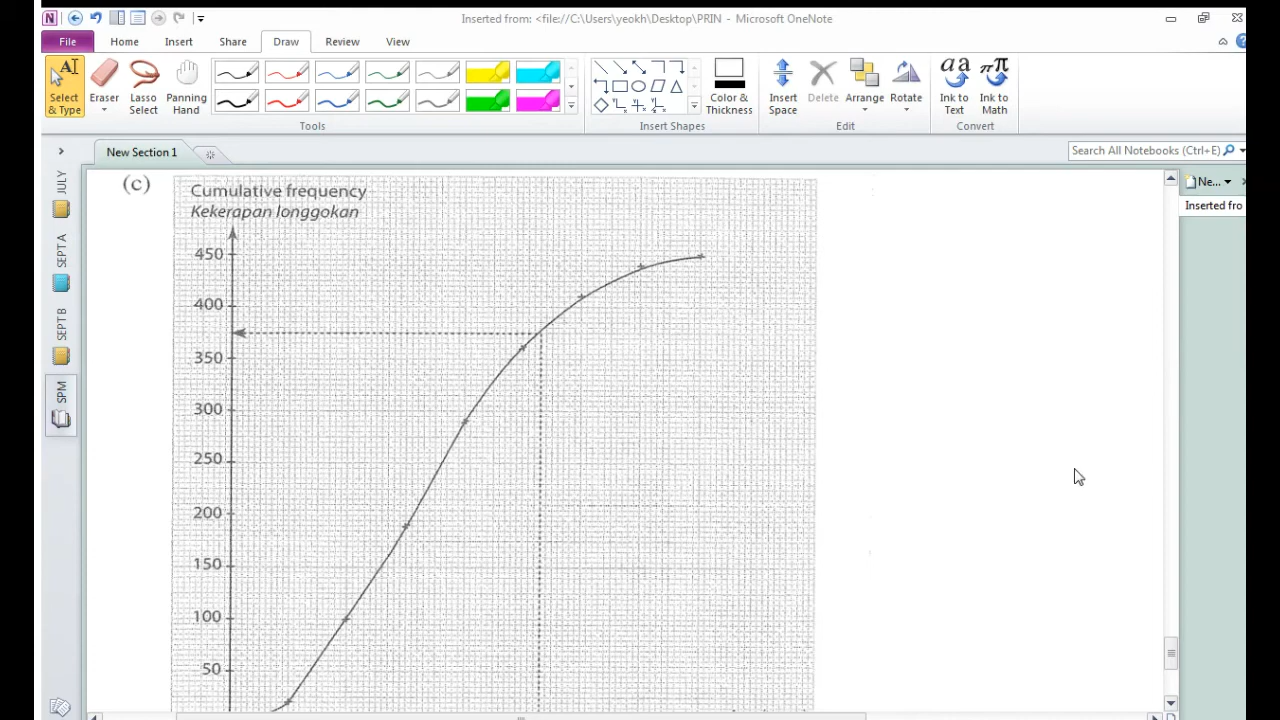 Inserted from: <file://C:\Users\yeokh\Desktop\PRIN - Microsoft OneNote
File Home Insert Share Draw Review View
Select & Type
Eraser
Lasso Select
Panning Hand
Color & Thickness
Insert Space
Delete
Arrange
Rotate
Ink to Text
Ink to Math
Tools
Insert Shapes
Edit
Convert
New Section 1
Search All Notebooks (Ctrl+E)
JULY
SEPT A
SEPT B
SPM
Ne...
Inserted fro
(c)
Cumulative frequency
Kekerapan longgokan
450
400
350
300
250
200
150
100
50